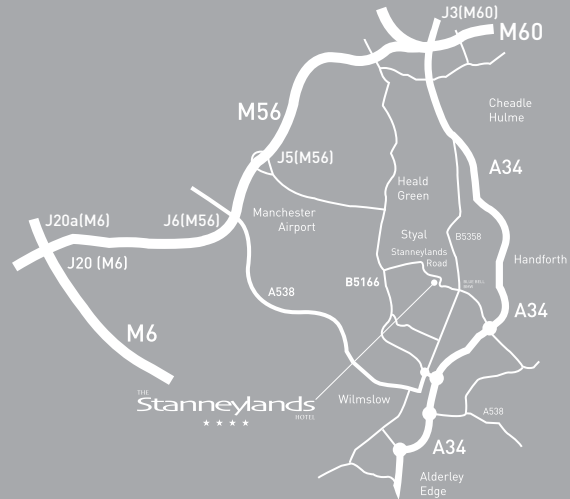 J3(M60)
M60
M56
Cheadle
Hulme
J5(M56)
A34
Heald
Green
J20a(M6)
J6(M56)
Manchester
Airport
Styal
B5358
Stanneylands
Road
J20 (M6)
Handforth
B5166
A538
A34
M6
THE
Stanneylands
HOTEL
★★★★
Wilmslow
A538
A34
Alderley
Edge